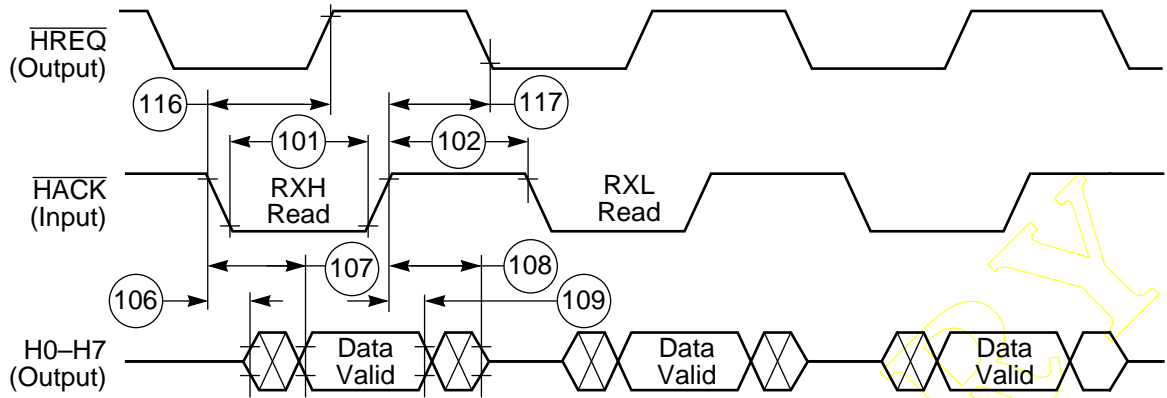 HREQ
(Output)
116
117
101
102
HACK
(Input)
RXH
Read
RXL
Read
107
108
106
109
H0–H7
(Output)
Data
Valid
Data
Valid
Data
Valid